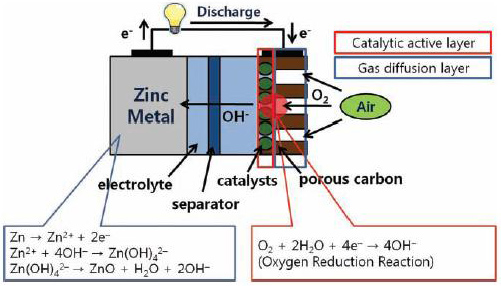 Discharge
e⁻
e⁻
Catalytic active layer
Gas diffusion layer
Zinc
Metal
OH⁻
O₂
Air
electrolyte
separator
catalysts
porous carbon
Zn → Zn²⁺ + 2e⁻
Zn²⁺ + 4OH⁻ → Zn(OH)₄²⁻
Zn(OH)₄²⁻ → ZnO + H₂O + 2OH⁻
O₂ + 2H₂O + 4e⁻ → 4OH⁻
(Oxygen Reduction Reaction)